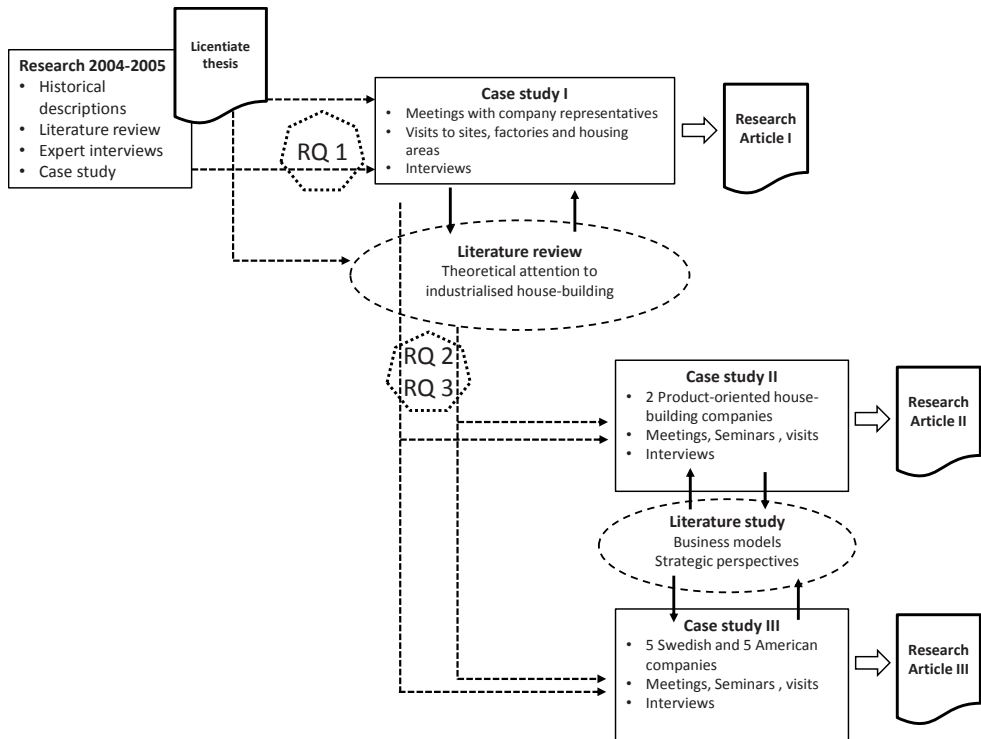 Licentiate
thesis
Research 2004-2005
• Historical
descriptions
• Literature review
• Expert interviews
• Case study
RQ 1
Case study I
• Meetings with company representatives
• Visits to sites, factories and housing
areas
• Interviews
Research
Article I
Literature review
Theoretical attention to
industrialised house-building
RQ 2
RQ 3
Case study II
• 2 Product-oriented house-
building companies
• Meetings, Seminars , visits
• Interviews
Research
Article II
Literature study
Business models
Strategic perspectives
Case study III
• 5 Swedish and 5 American
companies
• Meetings, Seminars , visits
• Interviews
Research
Article III